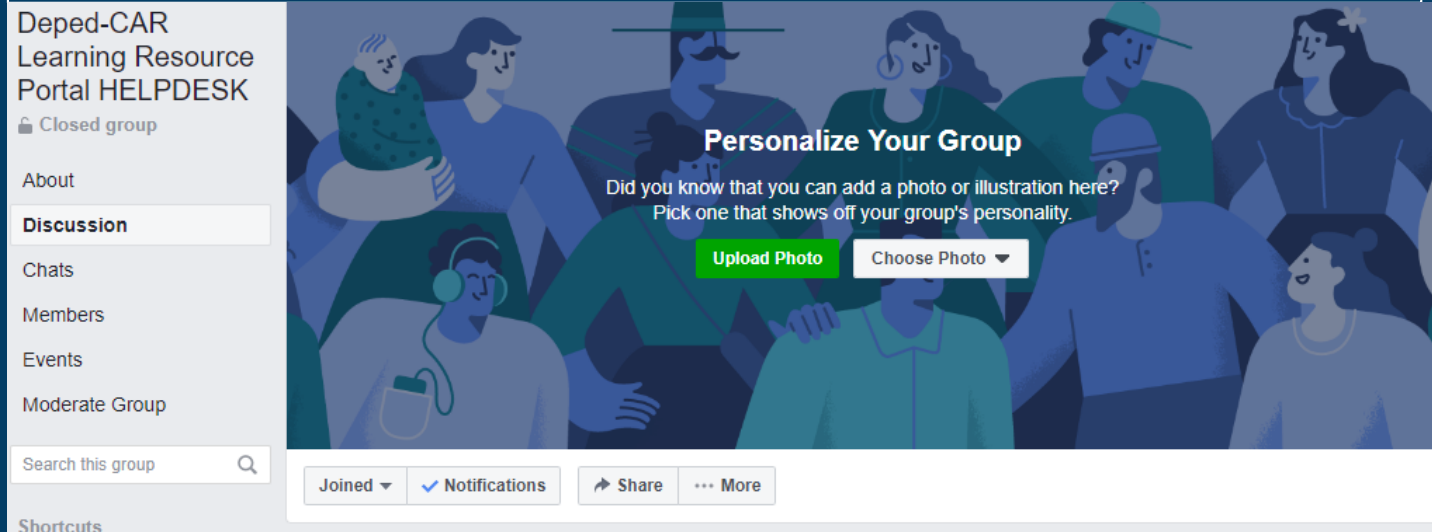 Deped-CAR
Learning Resource
Portal HELPDESK
Closed group
About
Discussion
Chats
Members
Events
Moderate Group
Search this group
Shortcuts
Personalize Your Group
Did you know that you can add a photo or illustration here?
Pick one that shows off your group's personality.
Upload Photo
Choose Photo
Joined
Notifications
Share
More